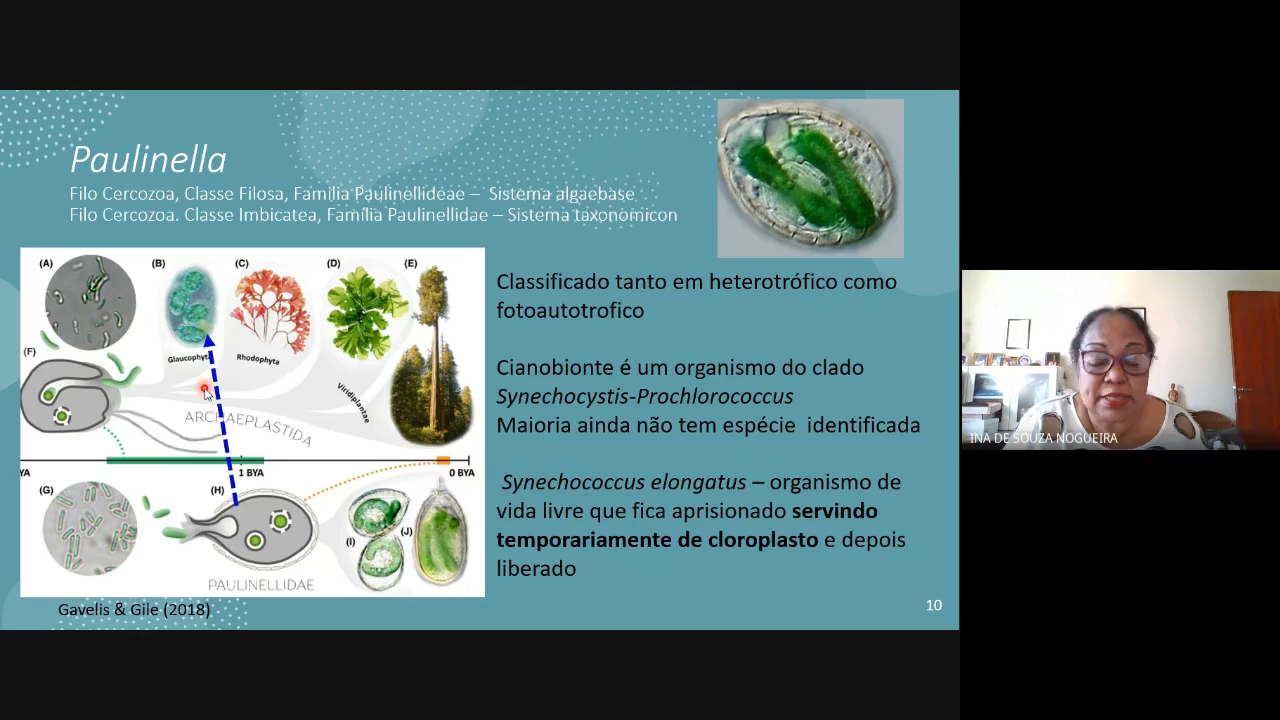 Paulinella
Filo Cercozoa, Classe Filosa, Familia Paulinellideae – Sistema algaebase
Filo Cercozoa. Classe Imbicatea, Família Paulinellidae – Sistema taxonomicon
(A)
(B)
(C)
(D)
(E)
Glaucophyta
Rhodophyta
Viridiplantae
(F)
ARCHAEPLASTIDA
YA
1 BYA
0 BYA
(G)
(H)
(I)
(J)
PAULINELLIDAE
Gavelis & Gile (2018)
Classificado tanto em heterotrófico como
fotoautotrofico
Cianobionte é um organismo do clado
Synechocystis-Prochlorococcus
Maioria ainda não tem espécie identificada
Synechococcus elongatus – organismo de
vida livre que fica aprisionado servindo
temporariamente de cloroplasto e depois
liberado
10
INA DE SOUZA NOGUEIRA